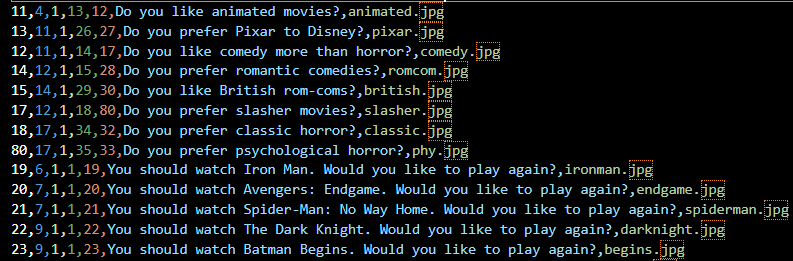 11,4,1,13,12,Do you like animated movies?,animated.jpg
13,11,1,26,27,Do you prefer Pixar to Disney?,pixar.jpg
12,11,1,14,17,Do you like comedy more than horror?,comedy.jpg
14,12,1,15,28,Do you prefer romantic comedies?,romcom.jpg
15,14,1,29,30,Do you like British rom-coms?,british.jpg
17,12,1,18,80,Do you prefer slasher movies?,slasher.jpg
18,17,1,34,32,Do you prefer classic horror?,classic.jpg
80,17,1,35,33,Do you prefer psychological horror?,phy.jpg
19,6,1,1,19,You should watch Iron Man. Would you like to play again?,ironman.jpg
20,7,1,1,20,You should watch Avengers: Endgame. Would you like to play again?,endgame.jpg
21,7,1,1,21,You should watch Spider-Man: No Way Home. Would you like to play again?,spiderman.jpg
22,9,1,1,22,You should watch The Dark Knight. Would you like to play again?,darknight.jpg
23,9,1,1,23,You should watch Batman Begins. Would you like to play again?,begins.jpg